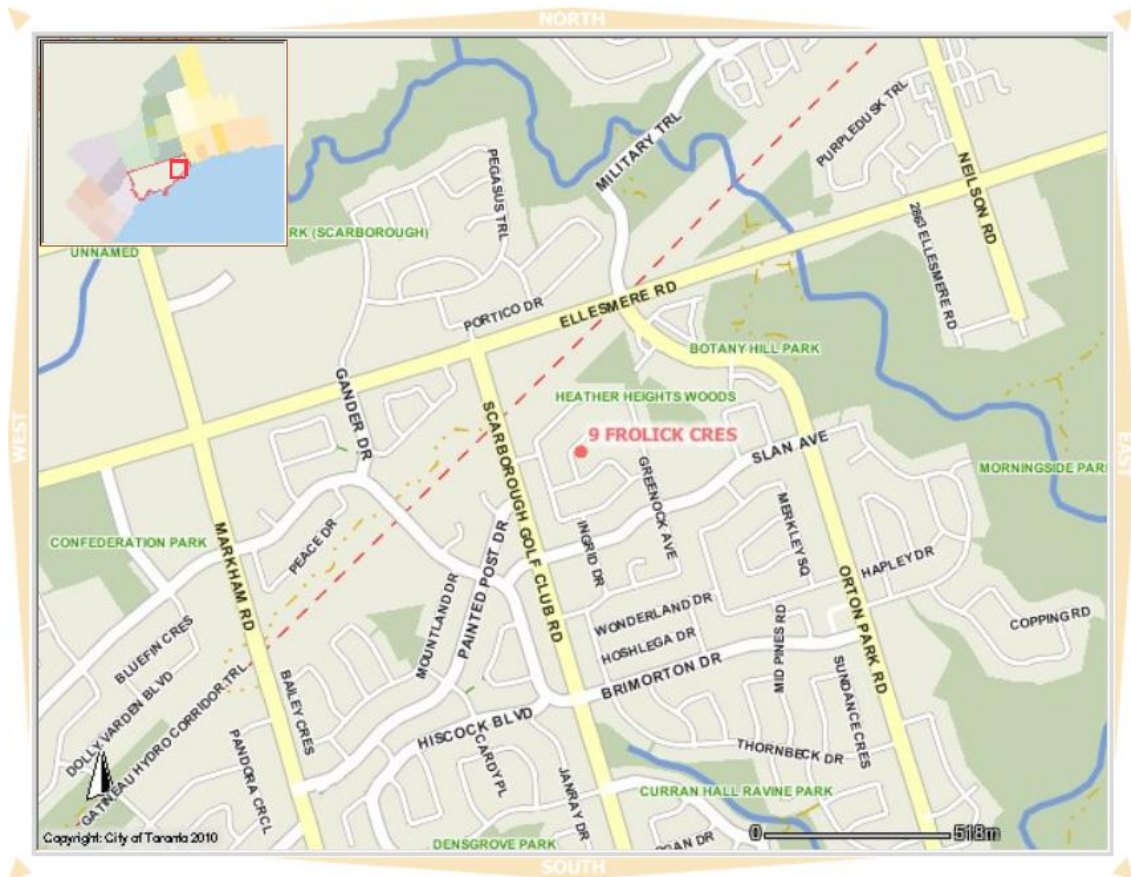 NORTH
MILITARY TRL
PURPLEDUSK TRL
PEGASUS TRL
NEILSON RD
RK (SCARBOROUGH)
UNNAMED
2863 ELLESMERE RD
PORTICO DR
ELLESMERE RD
BOTANY HILL PARK
GANDER DR
HEATHER HEIGHTS WOODS
SCARBOROUGH GOLF CLUB RD
9 FROLICK CRES
SLAN AVE
WEST
EAST
MORNINGSIDE PAR
GREENOCK AVE
MARKHAM RD
CONFEDERATION PARK
PEACE DR
PAINTED POST DR
INGRID DR
MERKLEY SQ
HAPLEY DR
ORTON PARK RD
MOUNTLAND DR
WONDERLAND DR
COPPING RD
HOSHLEGA DR
MID PINES RD
BLUEFIN CRES
BRIMORTON DR
SUNDANCE CRES
DOLLY VARDEN BLVD
BAILEY CRES
GATINEAU HYDRO CORRIDOR TRL
HISCOCK BLVD
PANDORA CRCL
CARDY PL
THORNBECK DR
JANRAY DR
CURRAN HALL RAVINE PARK
Copyright: City of Toronto 2010
DENSGROVE PARK
GAN DR
0 518m
SOUTH